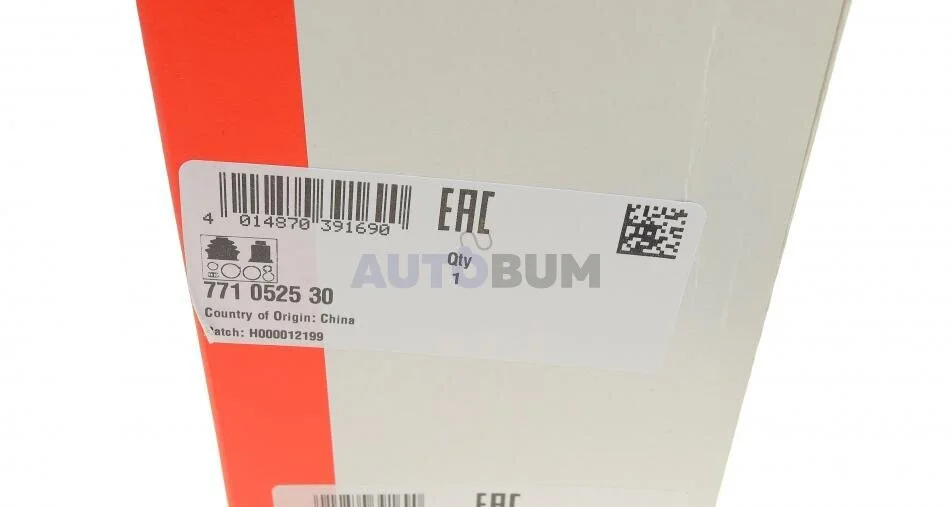 4 014870 391690
EAC
Qty
1
AUTOBUM
771 0525 30
Country of Origin: China
Batch: H000012199
EAC